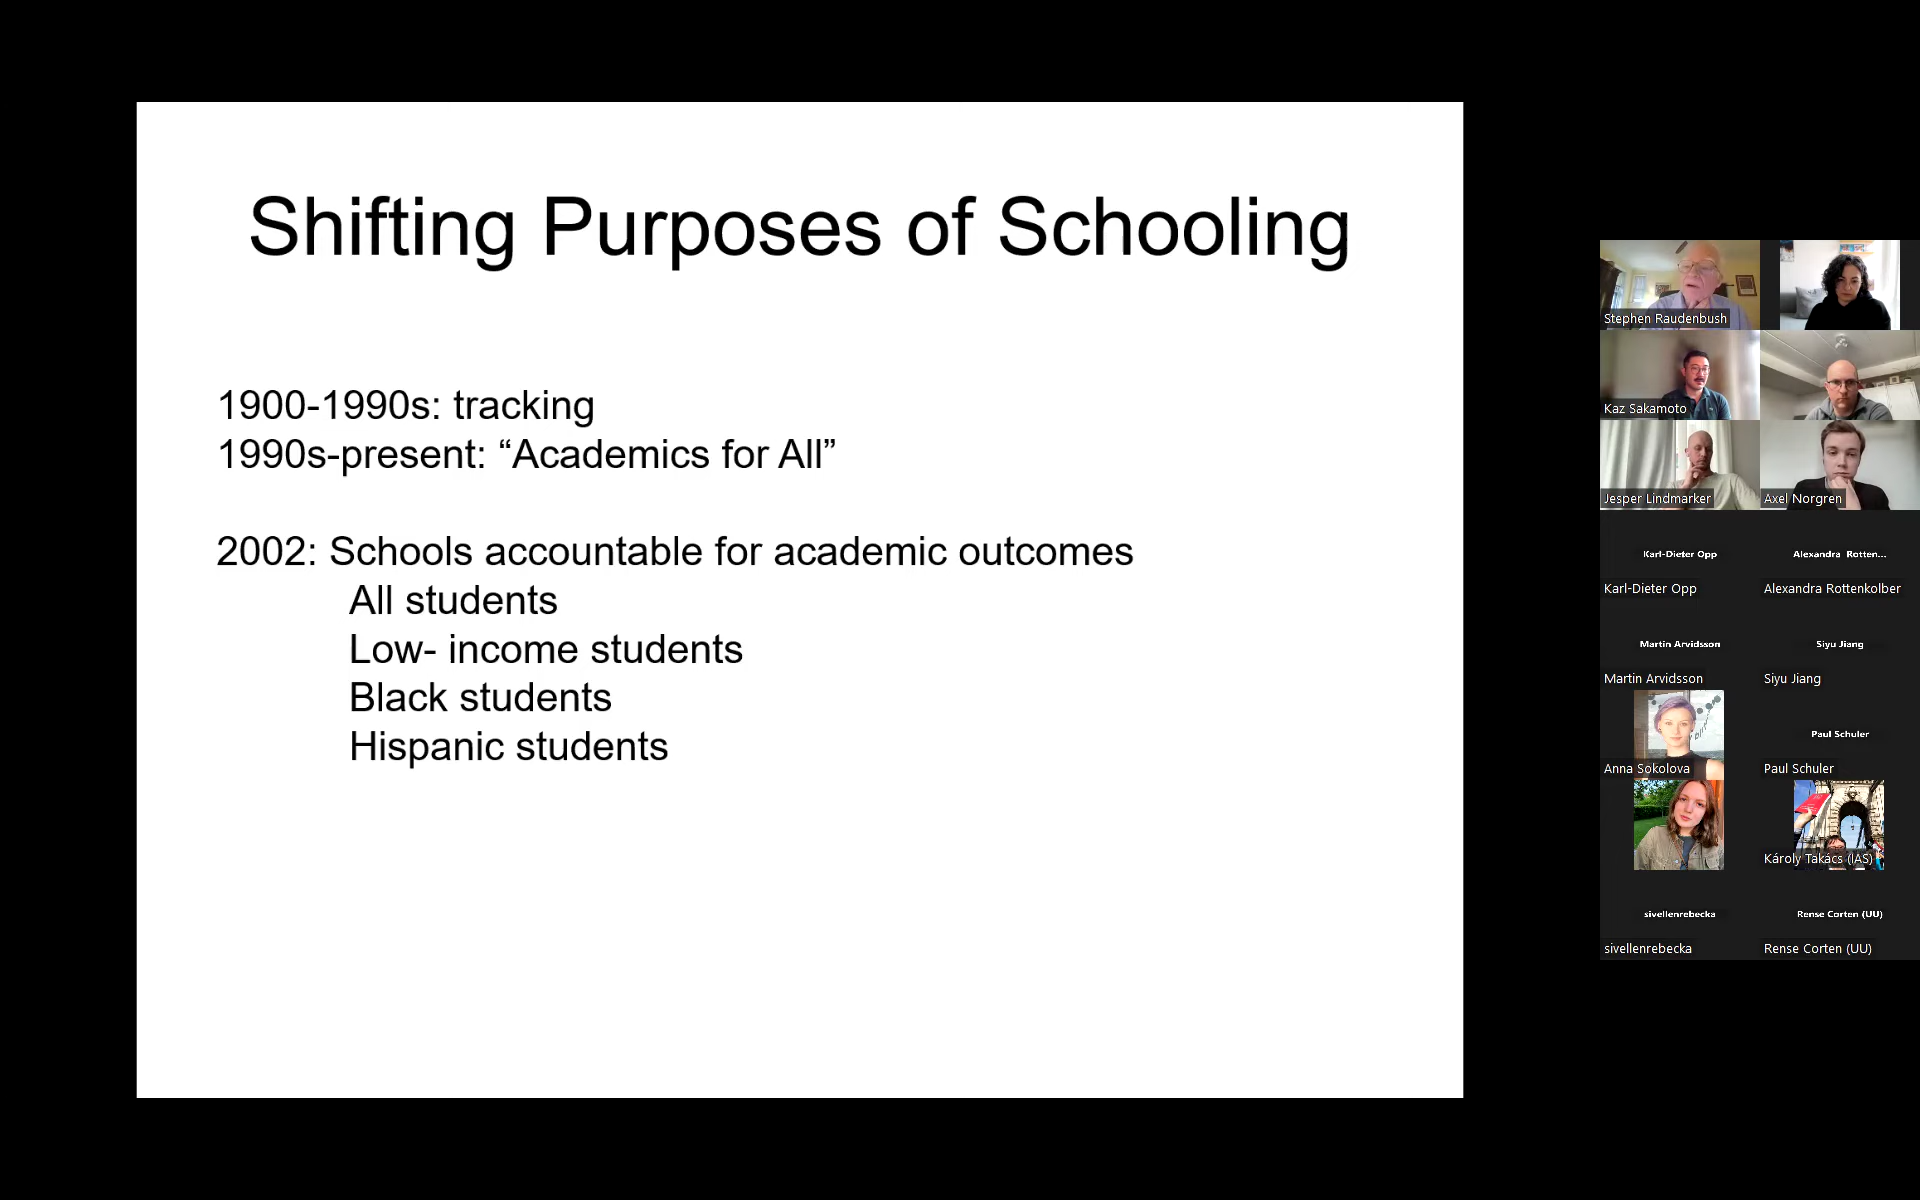 Shifting Purposes of Schooling
1900-1990s: tracking
1990s-present: “Academics for All”
2002: Schools accountable for academic outcomes
All students
Low- income students
Black students
Hispanic students
Stephen Raudenbush
Kaz Sakamoto
Jesper Lindmarker
Axel Norgren
Karl-Dieter Opp
Karl-Dieter Opp
Alexandra Rotten...
Alexandra Rottenkolber
Martin Arvidsson
Martin Arvidsson
Siyu Jiang
Siyu Jiang
Anna Sokolova
Paul Schuler
Paul Schuler
Károly Takács (IAS)
sivellenrebecka
sivellenrebecka
Rense Corten (UU)
Rense Corten (UU)